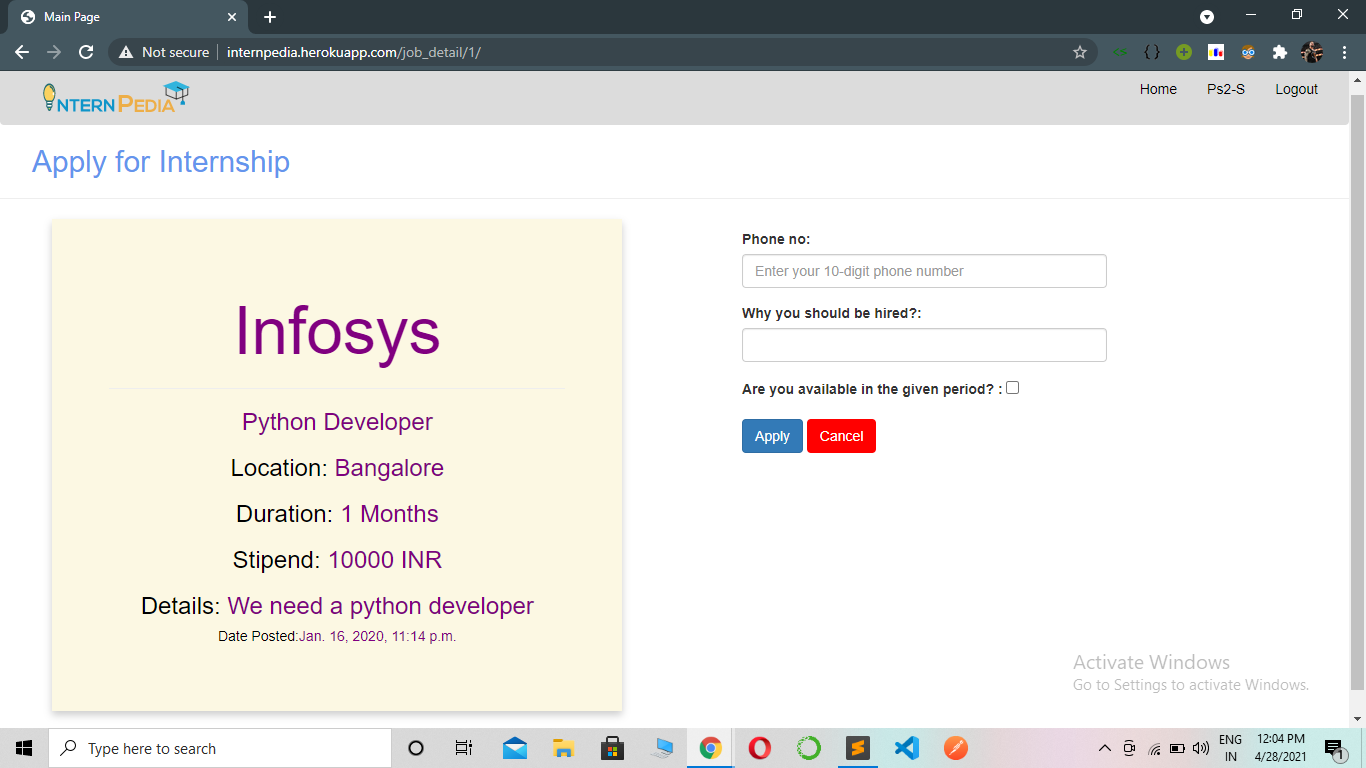 Main Page
Not secure internpedia.herokuapp.com/job_detail/1/
INTERN PEDIA
Home Ps2-S Logout
Apply for Internship
Infosys
Python Developer
Location: Bangalore
Duration: 1 Months
Stipend: 10000 INR
Details: We need a python developer
Date Posted:Jan. 16, 2020, 11:14 p.m.
Phone no:
Enter your 10-digit phone number
Why you should be hired?:
Are you available in the given period? :
Apply Cancel
Activate Windows
Go to Settings to activate Windows.
Type here to search
ENG
IN
12:04 PM
4/28/2021
1